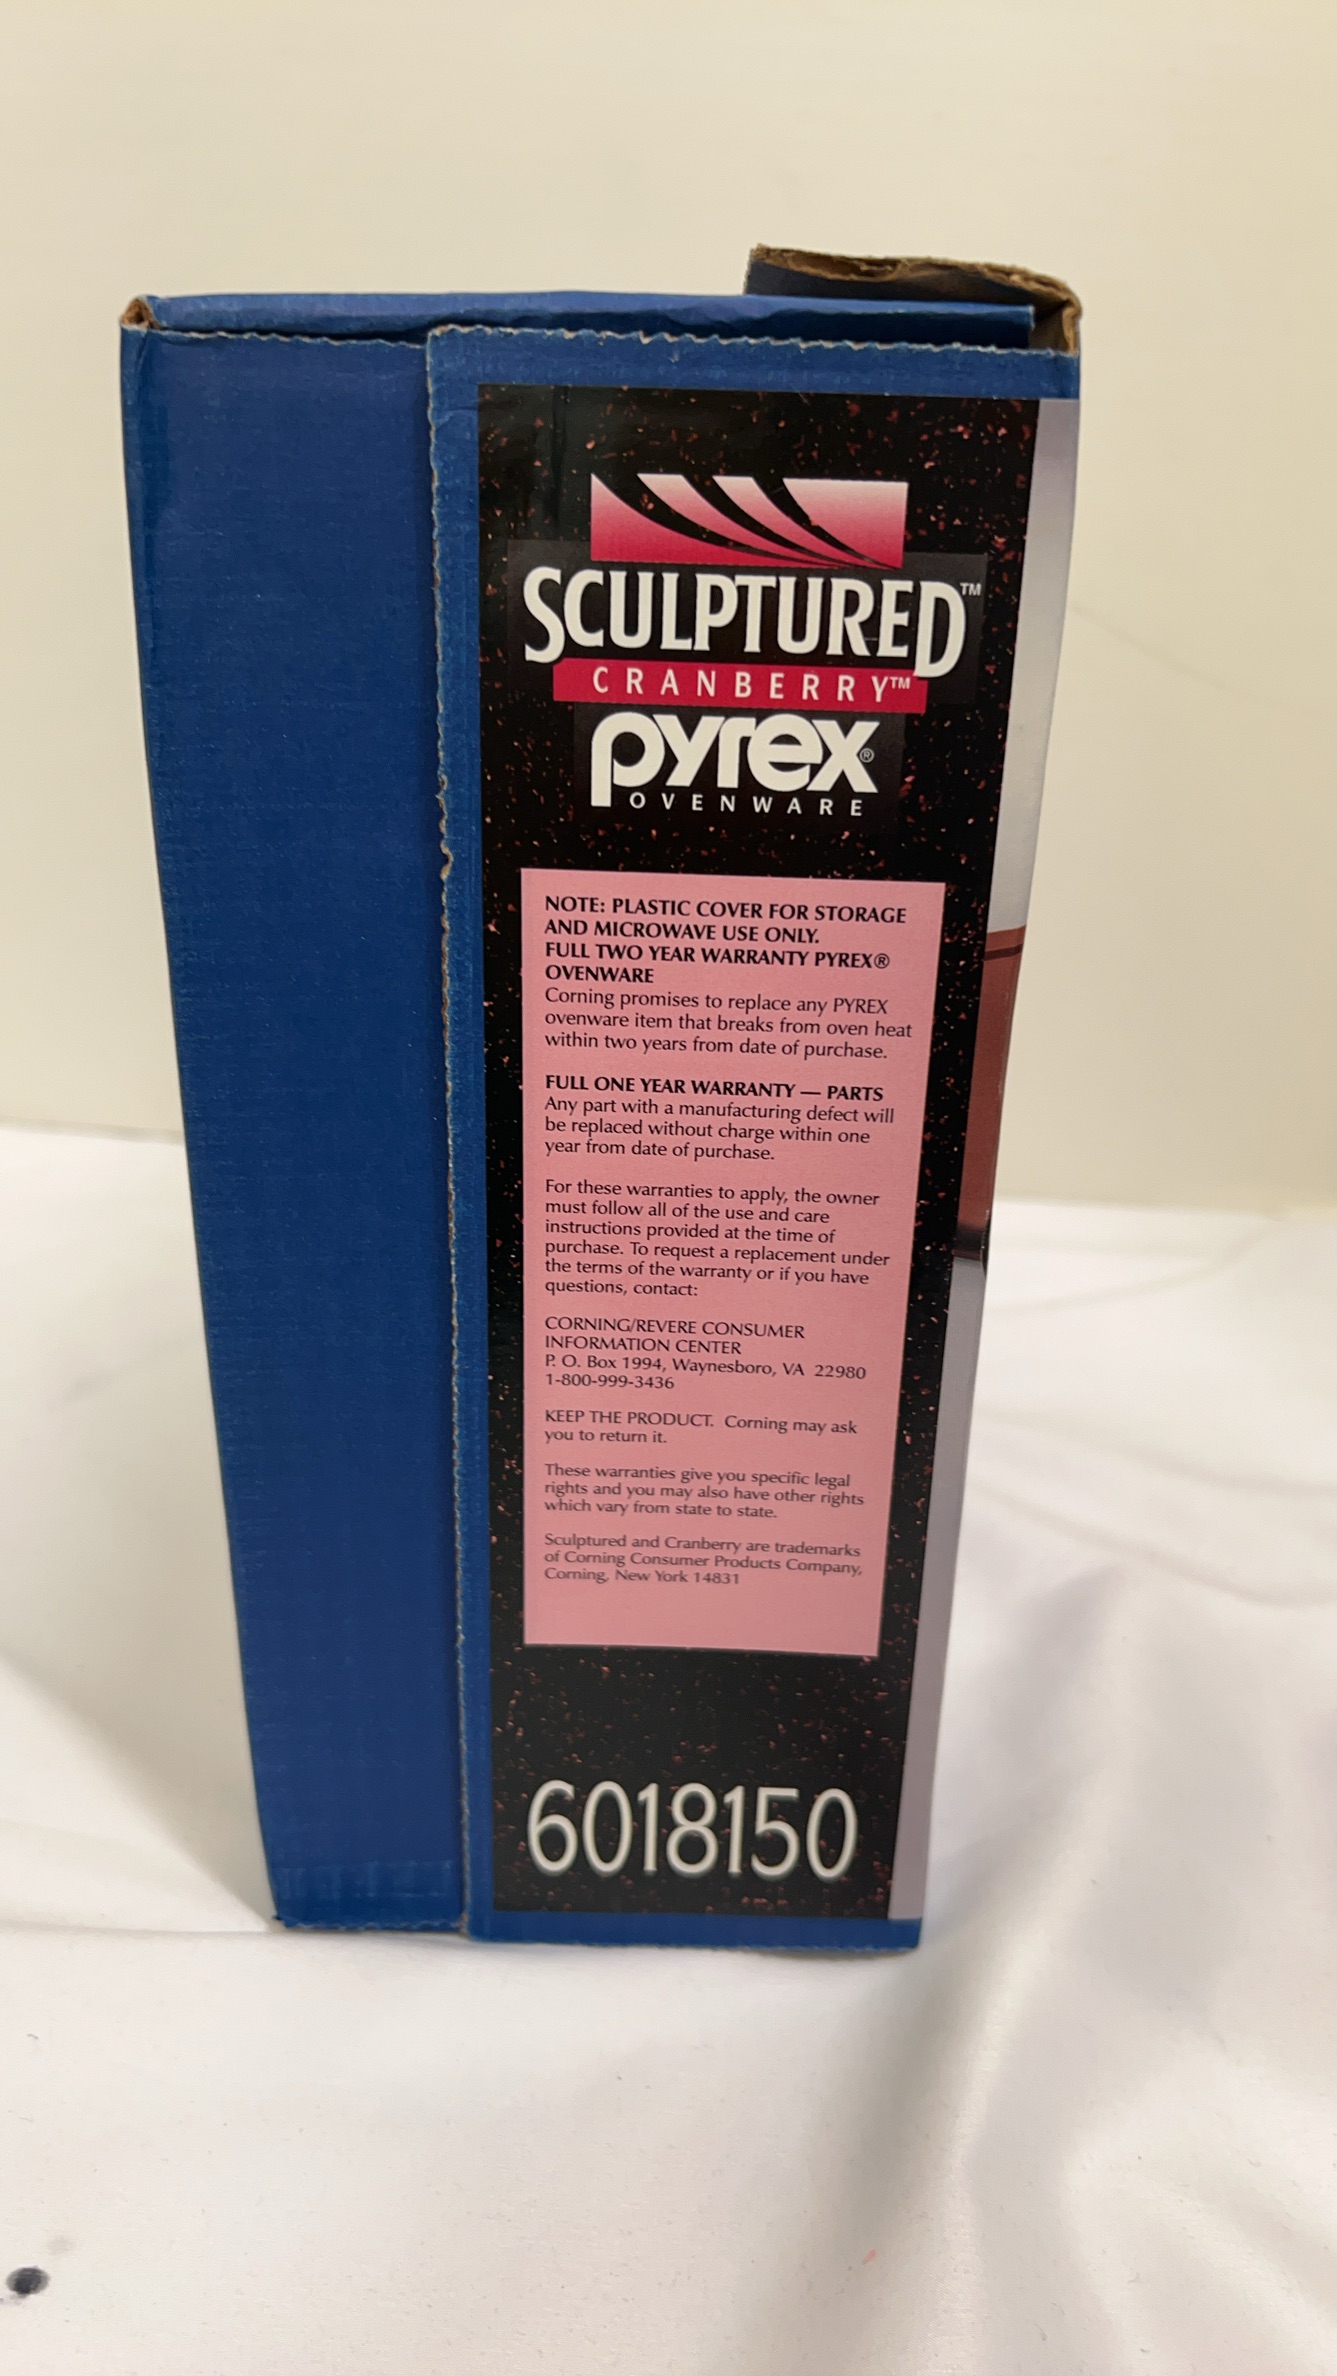 SCULPTURED™
CRANBERRY™
pyrex®
OVENWARE
NOTE: PLASTIC COVER FOR STORAGE
AND MICROWAVE USE ONLY.
FULL TWO YEAR WARRANTY PYREX®
OVENWARE
Corning promises to replace any PYREX
ovenware item that breaks from oven heat
within two years from date of purchase.
FULL ONE YEAR WARRANTY — PARTS
Any part with a manufacturing defect will
be replaced without charge within one
year from date of purchase.
For these warranties to apply, the owner
must follow all of the use and care
instructions provided at the time of
purchase. To request a replacement under
the terms of the warranty or if you have
questions, contact:
CORNING/REVERE CONSUMER
INFORMATION CENTER
P. O. Box 1994, Waynesboro, VA 22980
1-800-999-3436
KEEP THE PRODUCT. Corning may ask
you to return it.
These warranties give you specific legal
rights and you may also have other rights
which vary from state to state.
Sculptured and Cranberry are trademarks
of Corning Consumer Products Company,
Corning, New York 14831
6018150